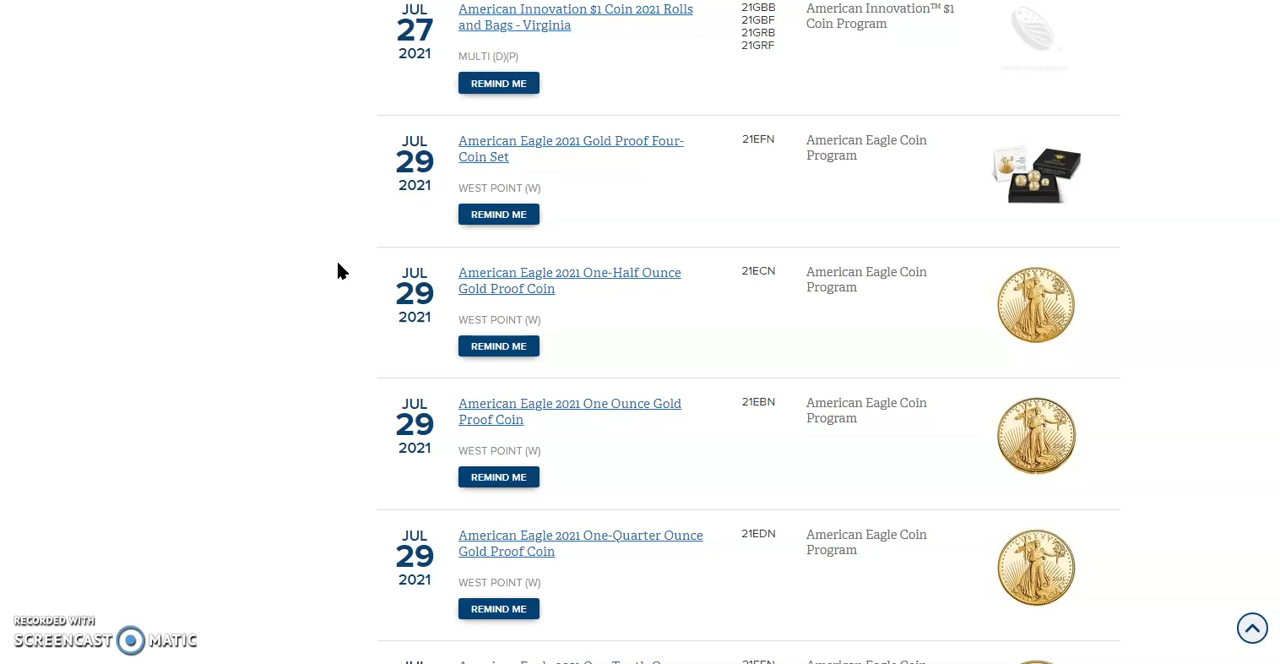 JUL
27
2021
American Innovation $1 Coin 2021 Rolls
and Bags - Virginia
MULTI (D)(P)
REMIND ME
21GBB
21GBF
21GRB
21GRF
American Innovation™ $1
Coin Program
JUL
29
2021
American Eagle 2021 Gold Proof Four-
Coin Set
WEST POINT (W)
REMIND ME
21EFN
American Eagle Coin
Program
JUL
29
2021
American Eagle 2021 One-Half Ounce
Gold Proof Coin
WEST POINT (W)
REMIND ME
21ECN
American Eagle Coin
Program
JUL
29
2021
American Eagle 2021 One Ounce Gold
Proof Coin
WEST POINT (W)
REMIND ME
21EBN
American Eagle Coin
Program
JUL
29
2021
American Eagle 2021 One-Quarter Ounce
Gold Proof Coin
WEST POINT (W)
REMIND ME
21EDN
American Eagle Coin
Program
RECORDED WITH
SCREENCAST MATIC